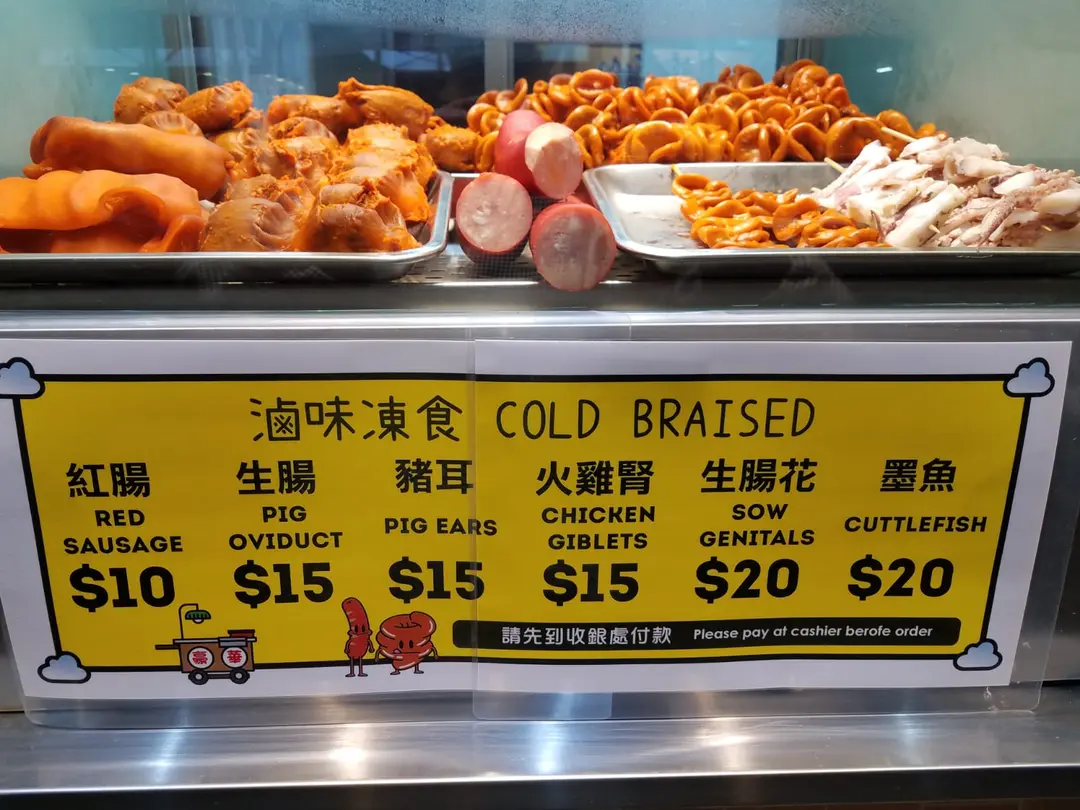 滷味凍食 COLD BRAISED
紅腸 生腸 豬耳 火雞腎 生腸花 墨魚
RED SAUSAGE PIG OVIDUCT PIG EARS CHICKEN GIBLETS SOW GENITALS CUTTLEFISH
$10 $15 $15 $15 $20 $20
豪華
請先到收銀處付款 Please pay at cashier berofe order